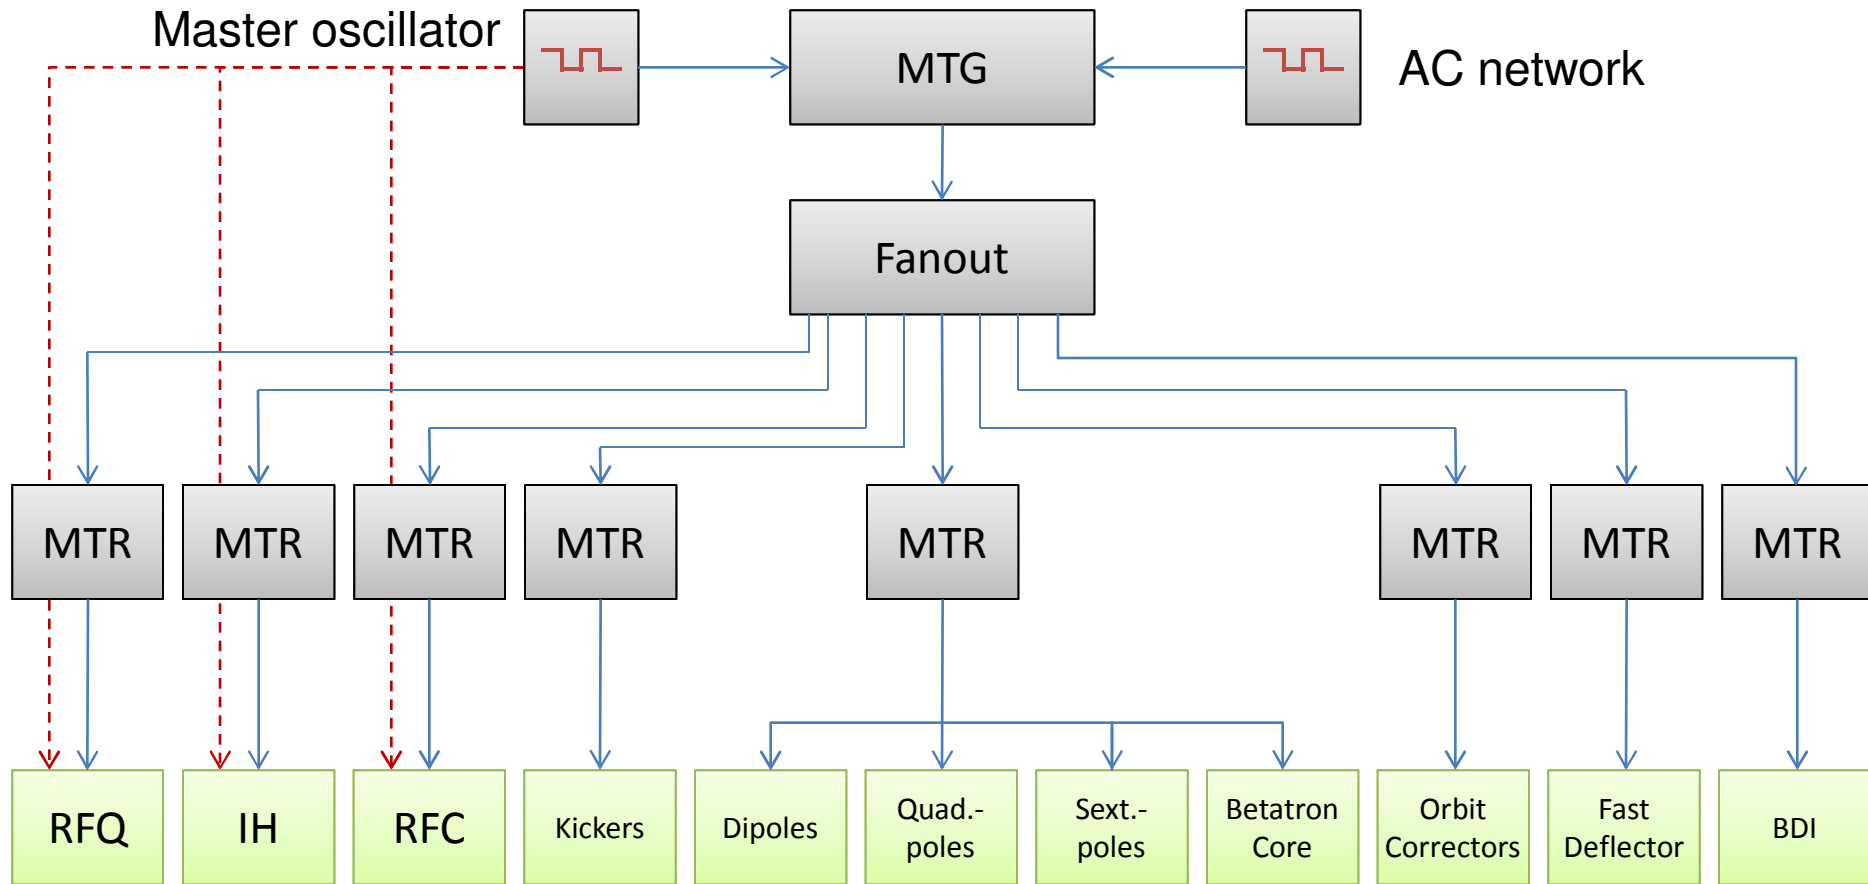 Master oscillator
MTG
AC network
Fanout
MTR
MTR
MTR
MTR
MTR
MTR
MTR
MTR
RFQ
IH
RFC
Kickers
Dipoles
Quad.-
poles
Sext.-
poles
Betatron
Core
Orbit
Correctors
Fast
Deflector
BDI